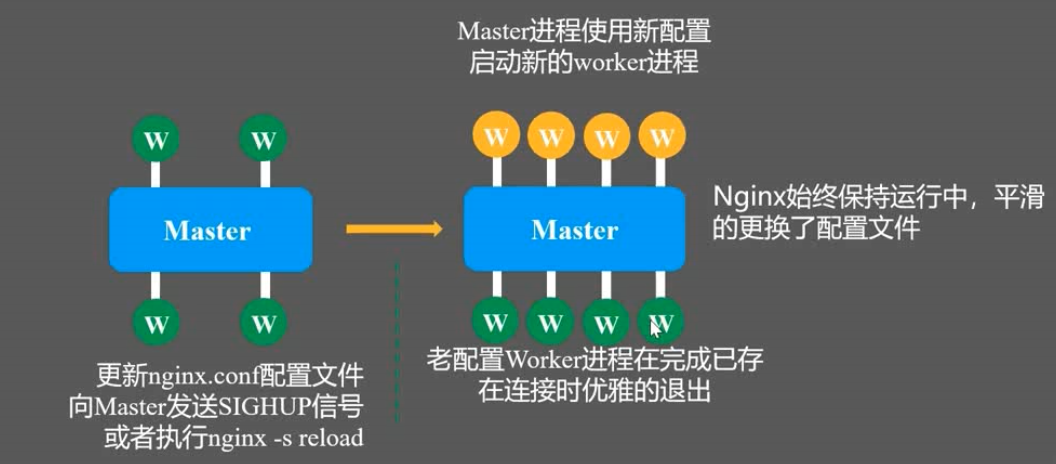 Master进程使用新配置
启动新的worker进程
W W
W W W W
Master
Master
Nginx始终保持运行中，平滑
的更换了配置文件
W W
W W W W
更新nginx.conf配置文件
向Master发送SIGHUP信号
或者执行nginx -s reload
老配置Worker进程在完成已存
在连接时优雅的退出